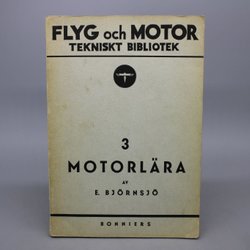 FLYG och MOTOR
TEKNISKT BIBLIOTEK
3
MOTORLÄRA
AV
E. BJÖRNSJÖ
BONNIERS